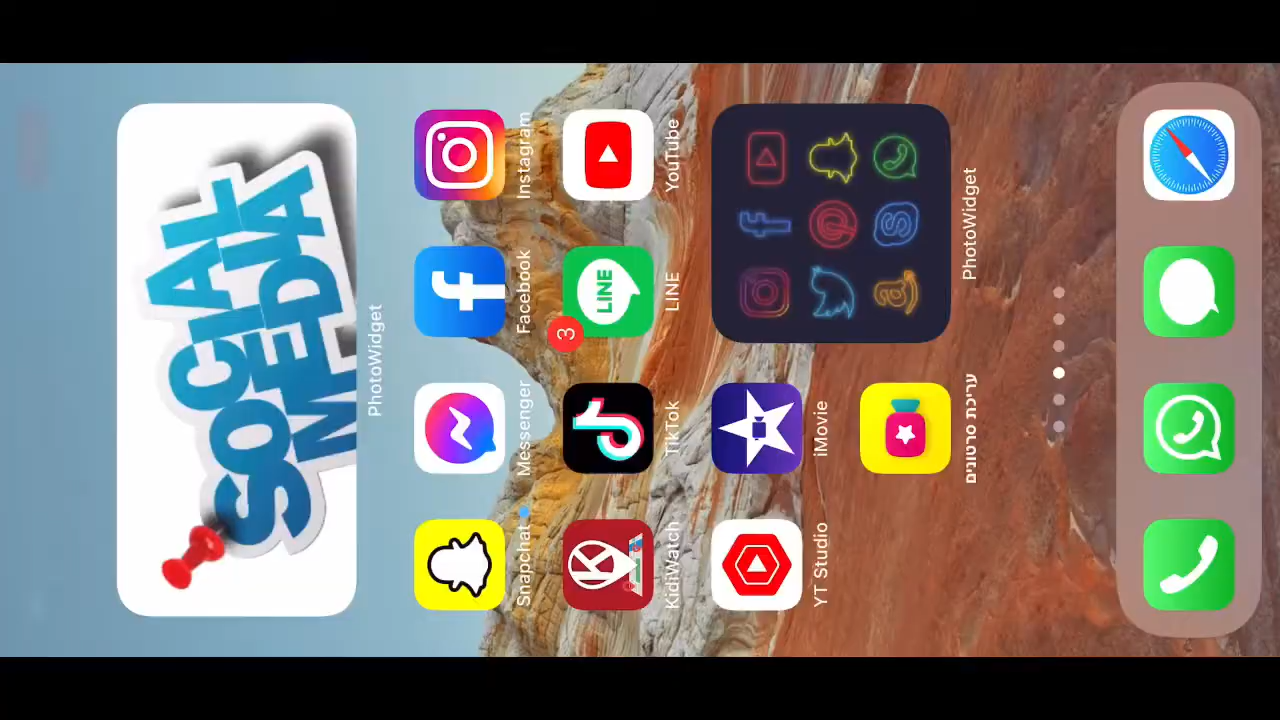 SOCIAL
MEDIA
PhotoWidget
Snapchat Messenger Facebook Instagram
K LINE 3
KidiWatch TikTok LINE YouTube
YT Studio iMovie
עריכת סרטונים PhotoWidget